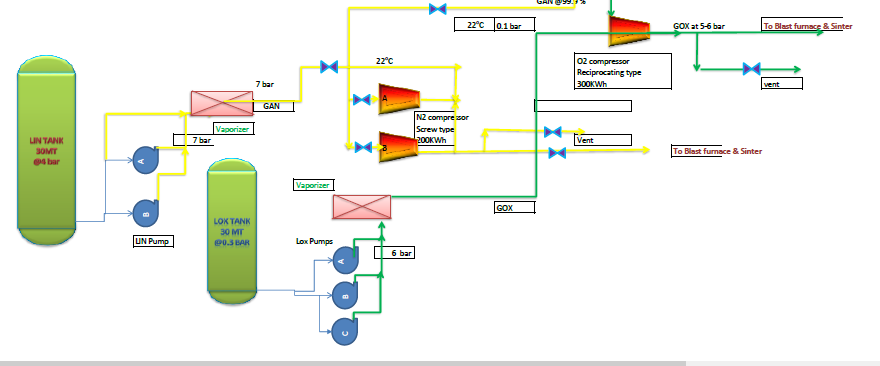 GAN @99.9%
22°C
0.1 bar
GOX at 5-6 bar
To Blast furnace & Sinter
O2 compressor
Reciprocating type
300KWh
vent
22°C
7 bar
GAN
A
N2 compressor
Screw type
200KWh
B
Vent
To Blast furnace & Sinter
Vaporizer
7 bar
LIN TANK
30MT
@4 bar
A
B
LIN Pump
Vaporizer
GOX
LOX TANK
30 MT
@0.3 BAR
Lox Pumps
6 bar
A
B
C